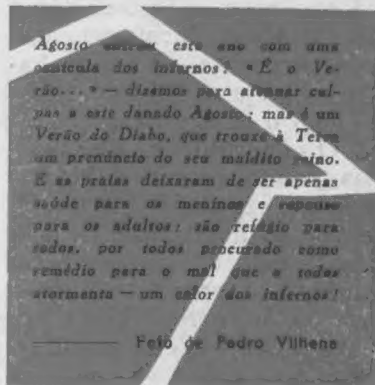 Agosto entrou este ano com uma
canícula dos infernos! «É o Ve-
rão...» — dizemos para atenuar cul-
pas a este danado Agosto; mas é um
Verão do Diabo, que trouxe à Terra
um prenúncio do seu maldito reino.
E as praias deixaram de ser apenas
saúde para os meninos e repouso
para os adultos: são refúgio para
todos, por todos procurado como
remédio para o mal que a todos
atormenta — um calor dos infernos!
Foto de Pedro Vilhena